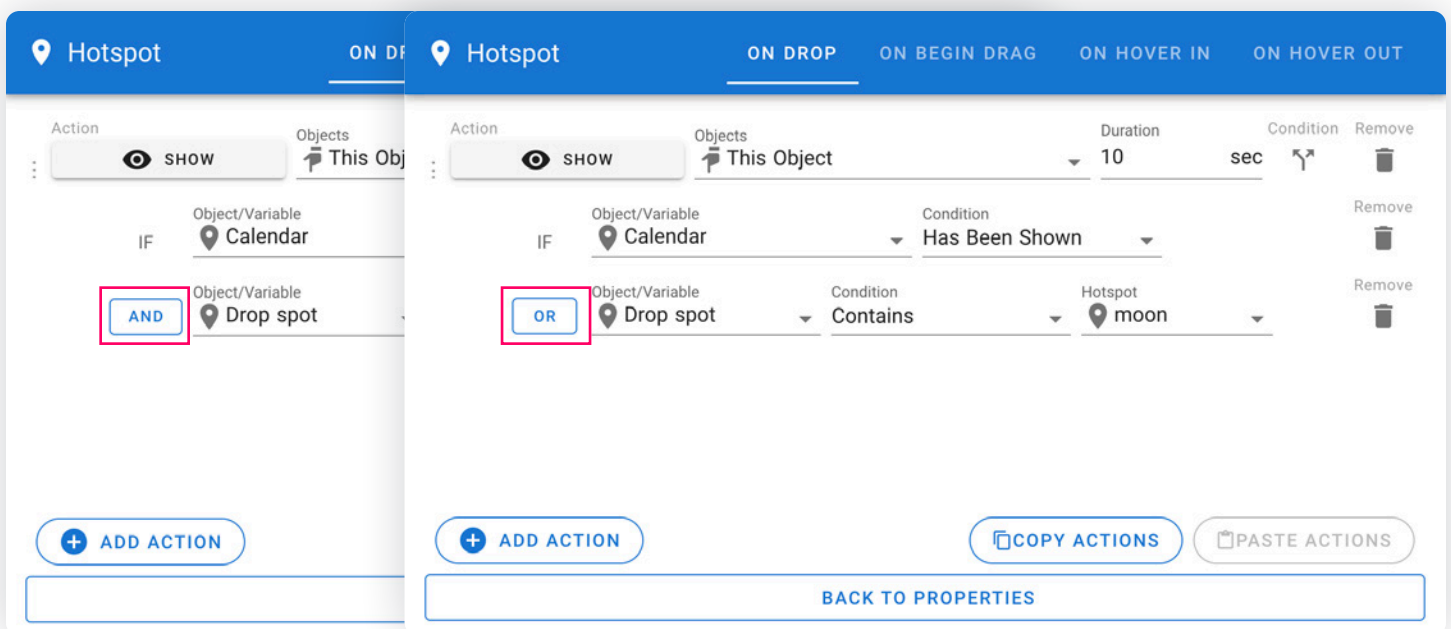 Hotspot
ON DR
Action
SHOW
Objects
This Obj
IF
Object/Variable
Calendar
AND
Object/Variable
Drop spot
ADD ACTION
Hotspot
ON DROP ON BEGIN DRAG ON HOVER IN ON HOVER OUT
Action Objects Duration Condition Remove
SHOW This Object 10 sec
Object/Variable Condition Remove
IF Calendar Has Been Shown
Object/Variable Condition Hotspot Remove
OR Drop spot Contains moon
ADD ACTION COPY ACTIONS PASTE ACTIONS
BACK TO PROPERTIES